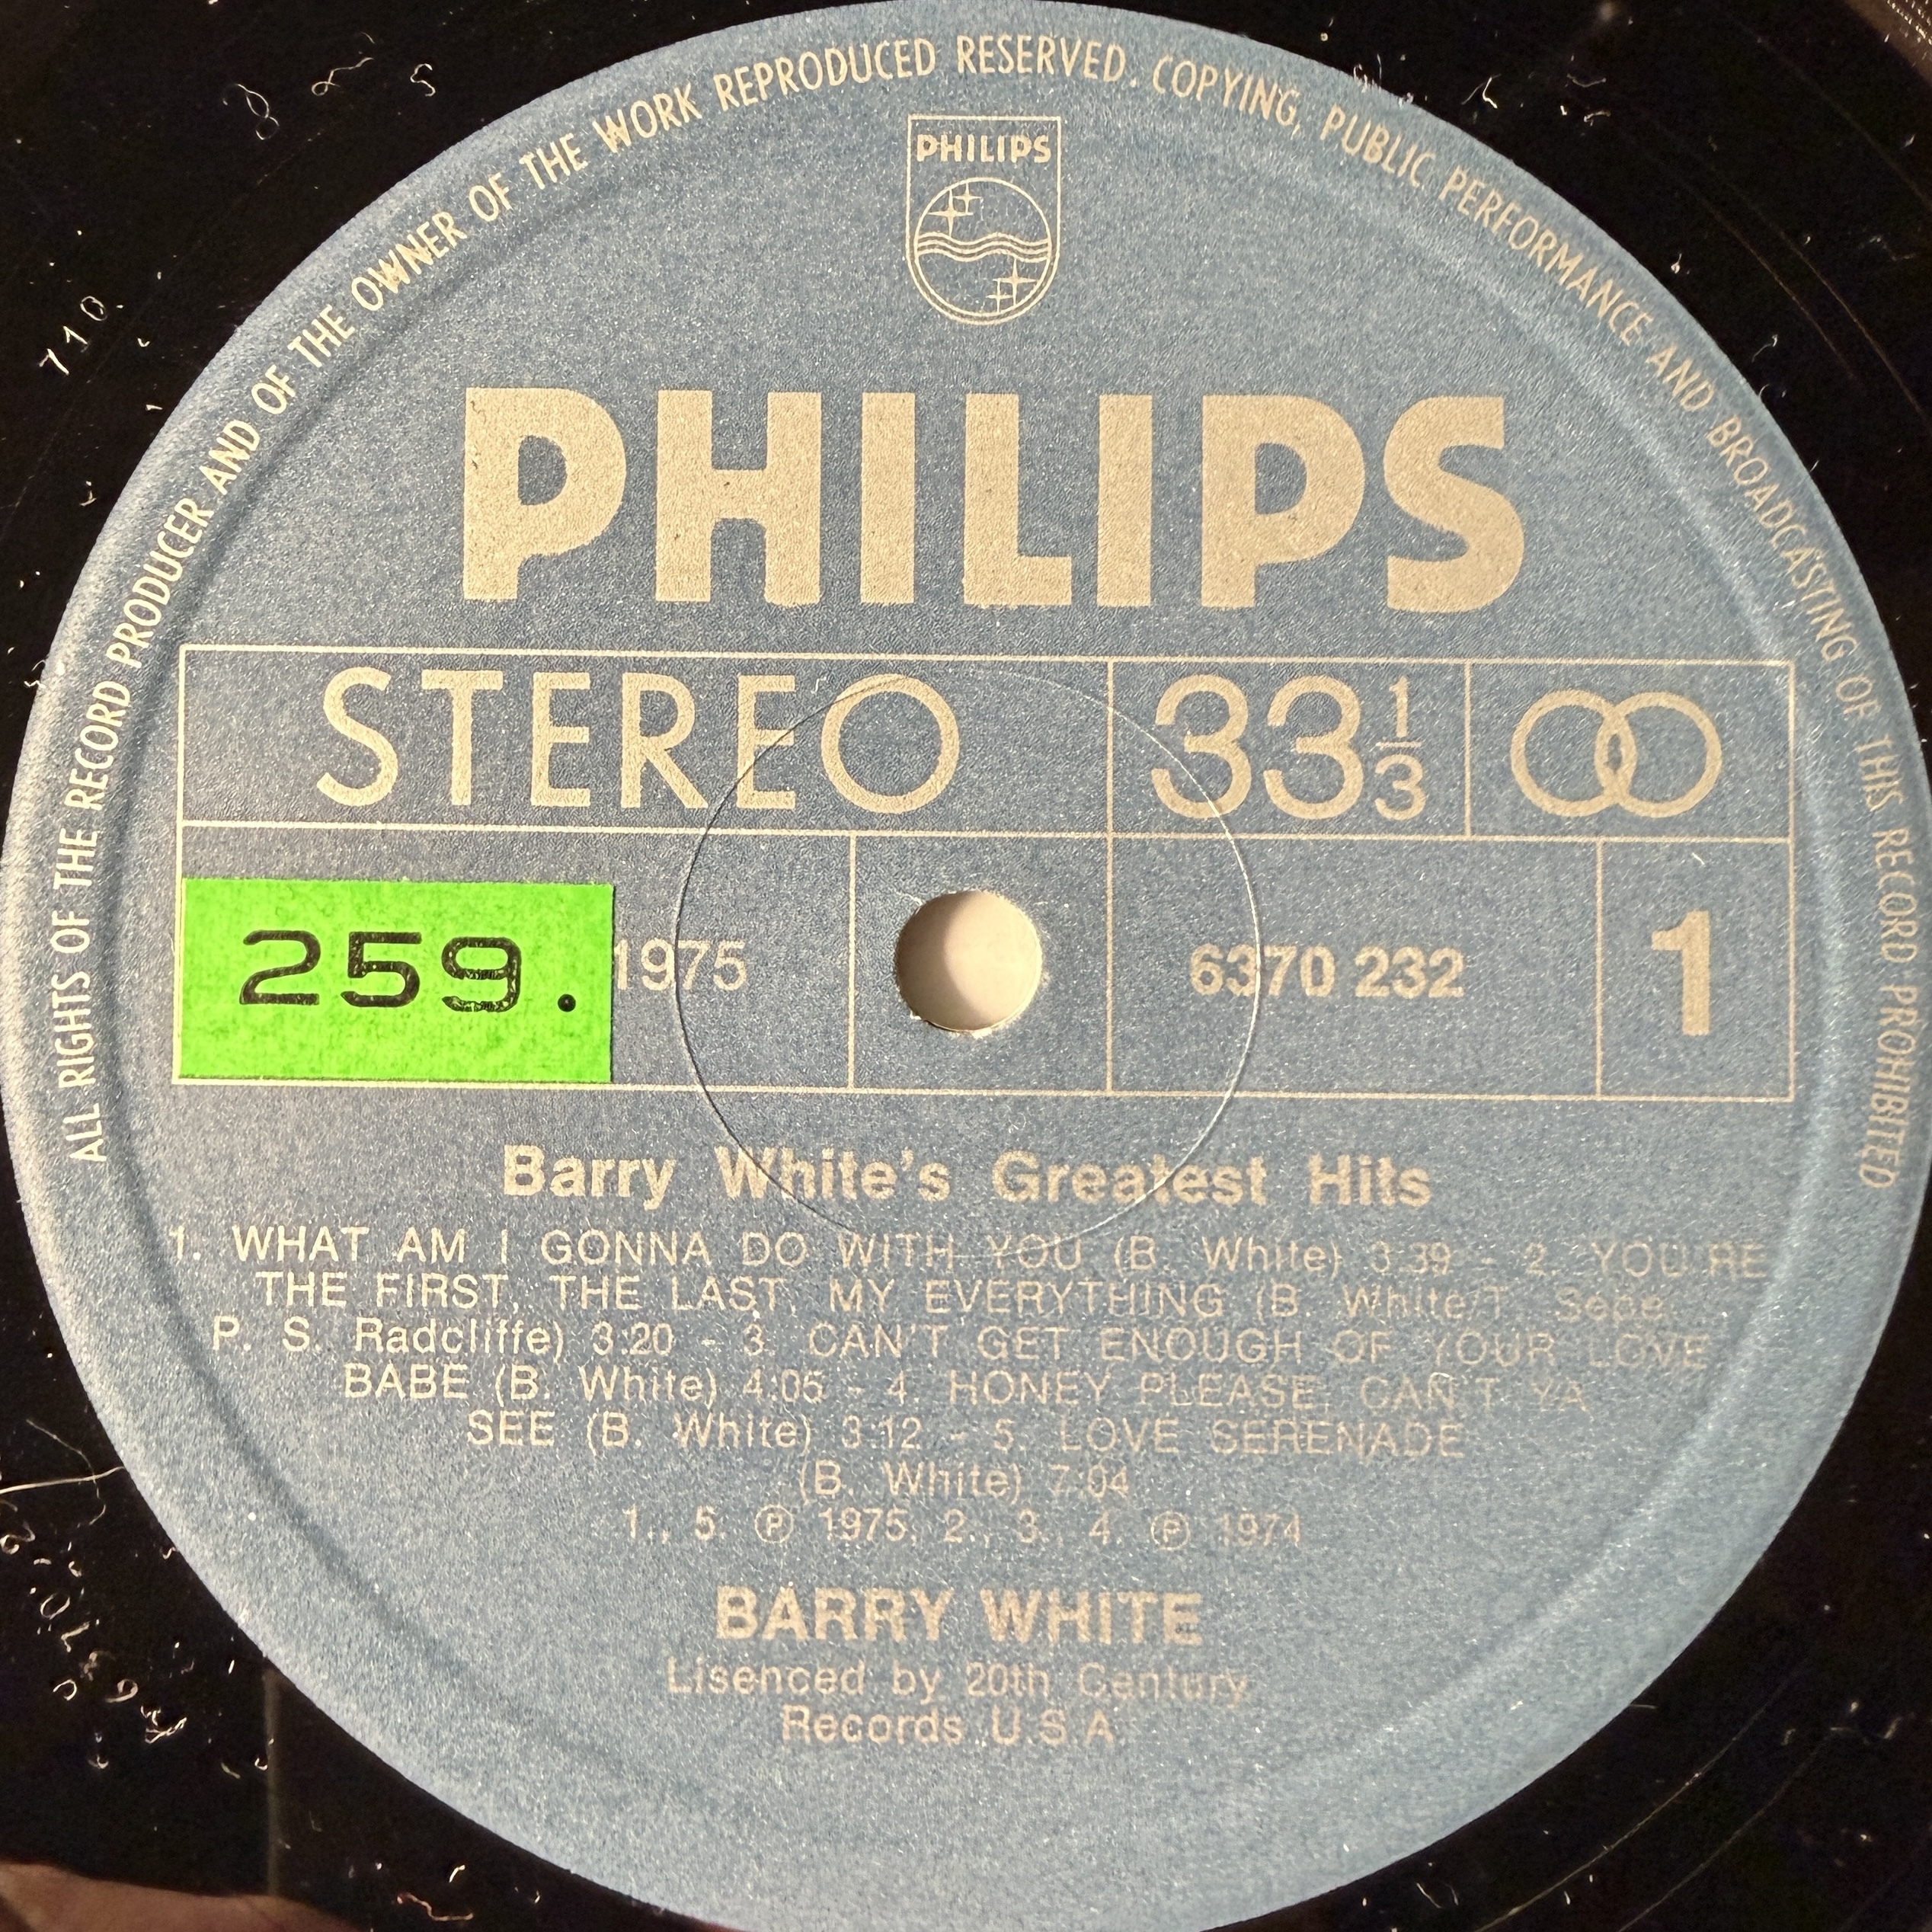 ALL RIGHTS OF THE RECORD PRODUCER AND OF THE OWNER OF THE WORK REPRODUCED RESERVED. COPYING, PUBLIC PERFORMANCE AND BROADCASTING OF THIS RECORD PROHIBITED
PHILIPS
PHILIPS
STEREO 33 1/3
259. 1975 6370 232 1
Barry White's Greatest Hits
1. WHAT AM I GONNA DO WITH YOU (B. White) 3:39 - 2. YOU'RE
THE FIRST, THE LAST, MY EVERYTHING (B. White/T. Sepe
P. S. Radcliffe) 3:20 - 3. CAN'T GET ENOUGH OF YOUR LOVE
BABE (B. White) 4:05 - 4. HONEY PLEASE, CAN'T YA
SEE (B. White) 3:12 - 5. LOVE SERENADE
(B. White) 7:04
1., 5. ℗ 1975, 2., 3., 4. ℗ 1974
BARRY WHITE
Lisenced by 20th Century
Records U.S.A.
710